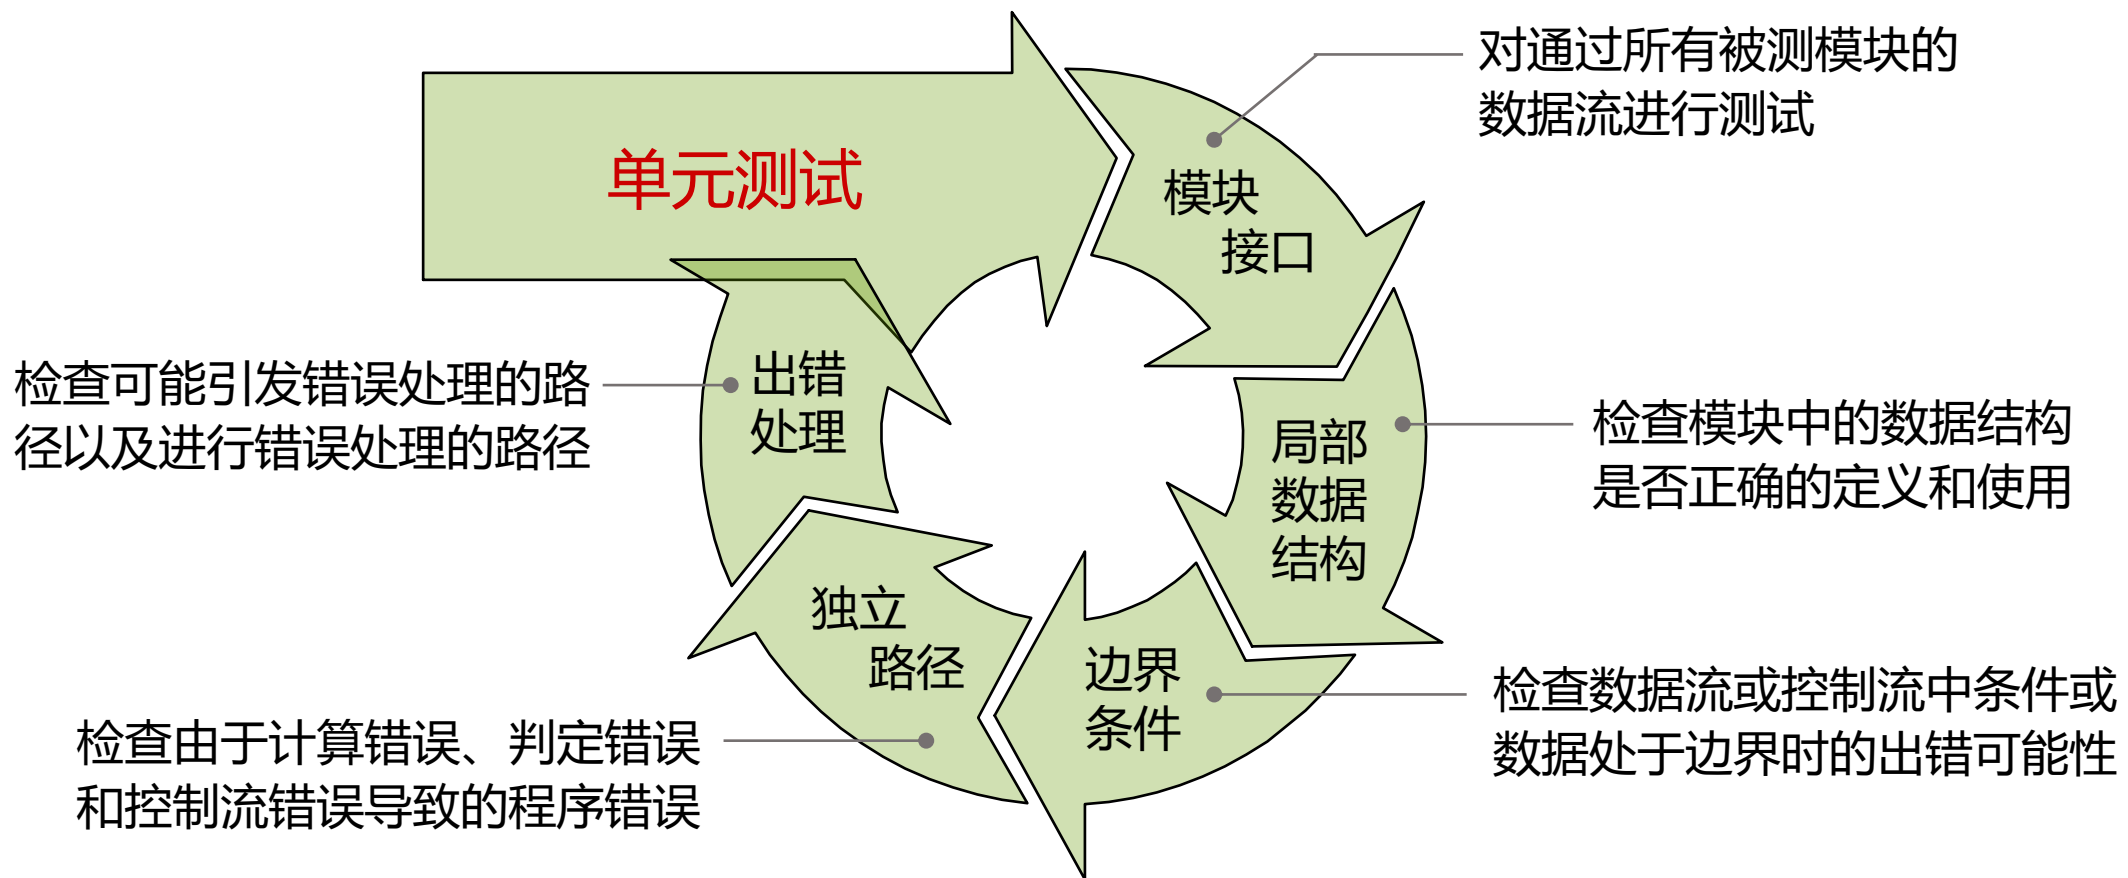 单元测试
对通过所有被测模块的
数据流进行测试
模块
接口
检查模块中的数据结构
是否正确的定义和使用
局部
数据
结构
检查数据流或控制流中条件或
数据处于边界时的出错可能性
边界
条件
独立
路径
检查由于计算错误、判定错误
和控制流错误导致的程序错误
出错
处理
检查可能引发错误处理的路
径以及进行错误处理的路径